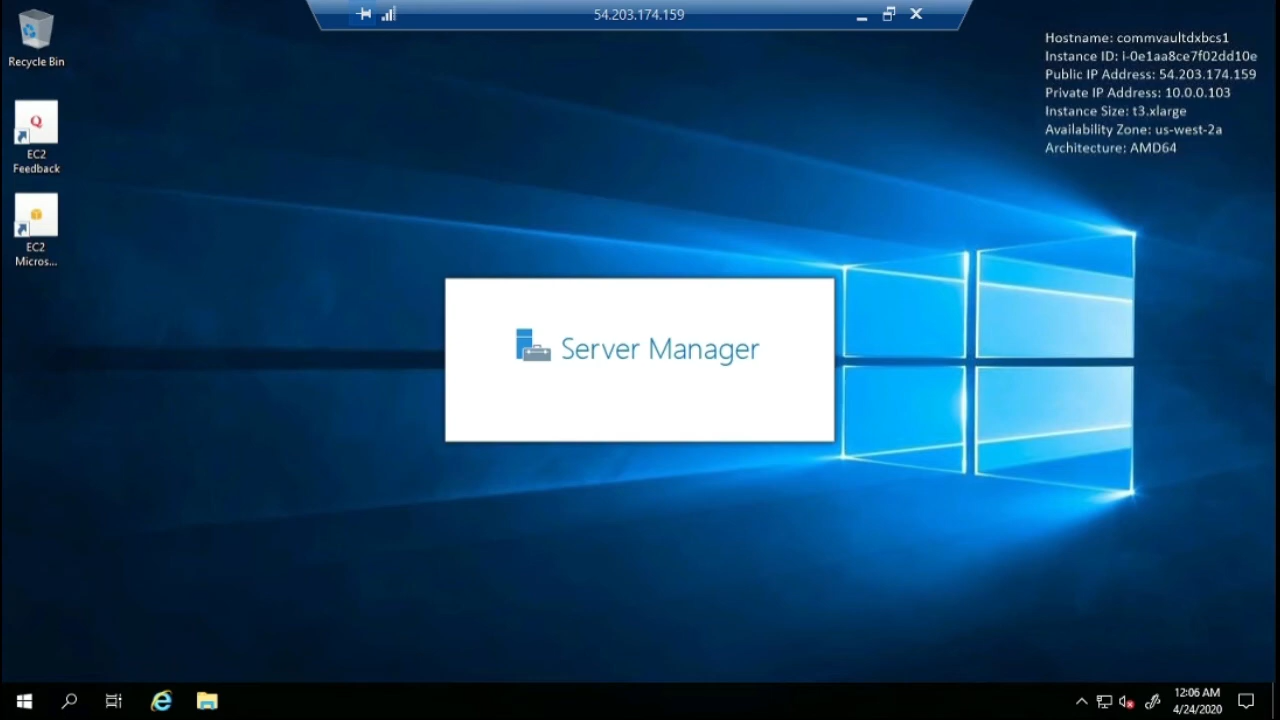 54.203.174.159
Hostname: commvaultdxbcs1
Instance ID: i-0e1aa8ce7f02dd10e
Public IP Address: 54.203.174.159
Private IP Address: 10.0.0.103
Instance Size: t3.xlarge
Availability Zone: us-west-2a
Architecture: AMD64
Recycle Bin
Q
EC2
Feedback
EC2
Micros...
Server Manager
12:06 AM
4/24/2020